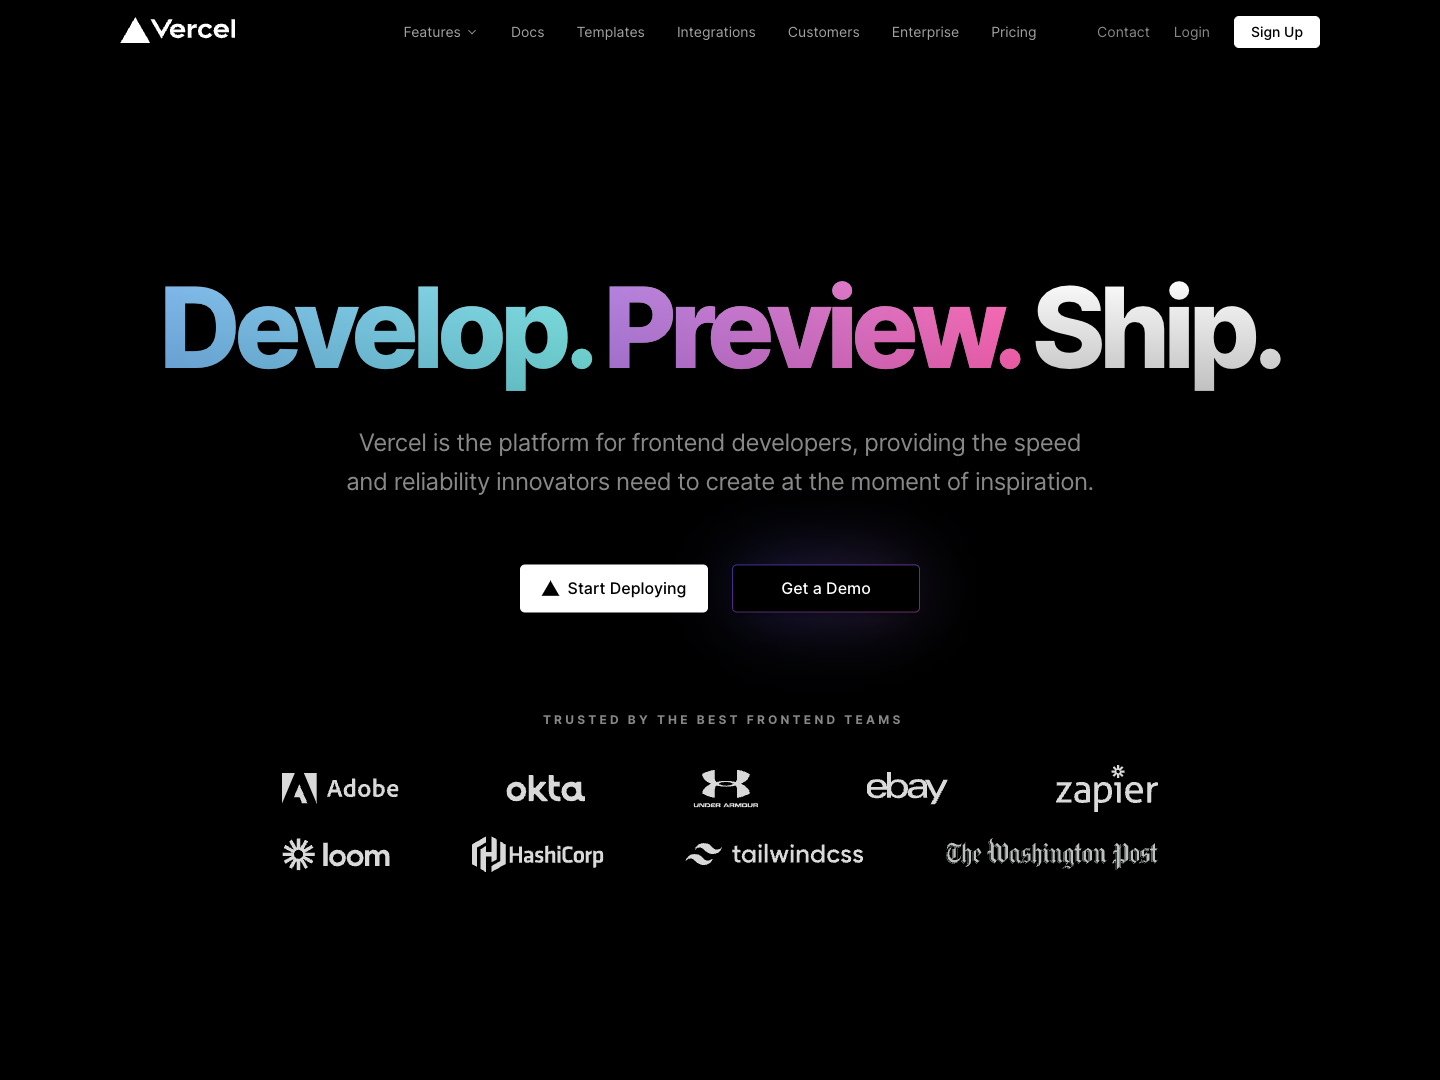 Vercel Features Docs Templates Integrations Customers Enterprise Pricing Contact Login Sign Up
Develop. Preview. Ship.
Vercel is the platform for frontend developers, providing the speed
and reliability innovators need to create at the moment of inspiration.
Start Deploying Get a Demo
TRUSTED BY THE BEST FRONTEND TEAMS
Adobe okta UNDER ARMOUR ebay zapier
loom HashiCorp tailwindcss The Washington Post